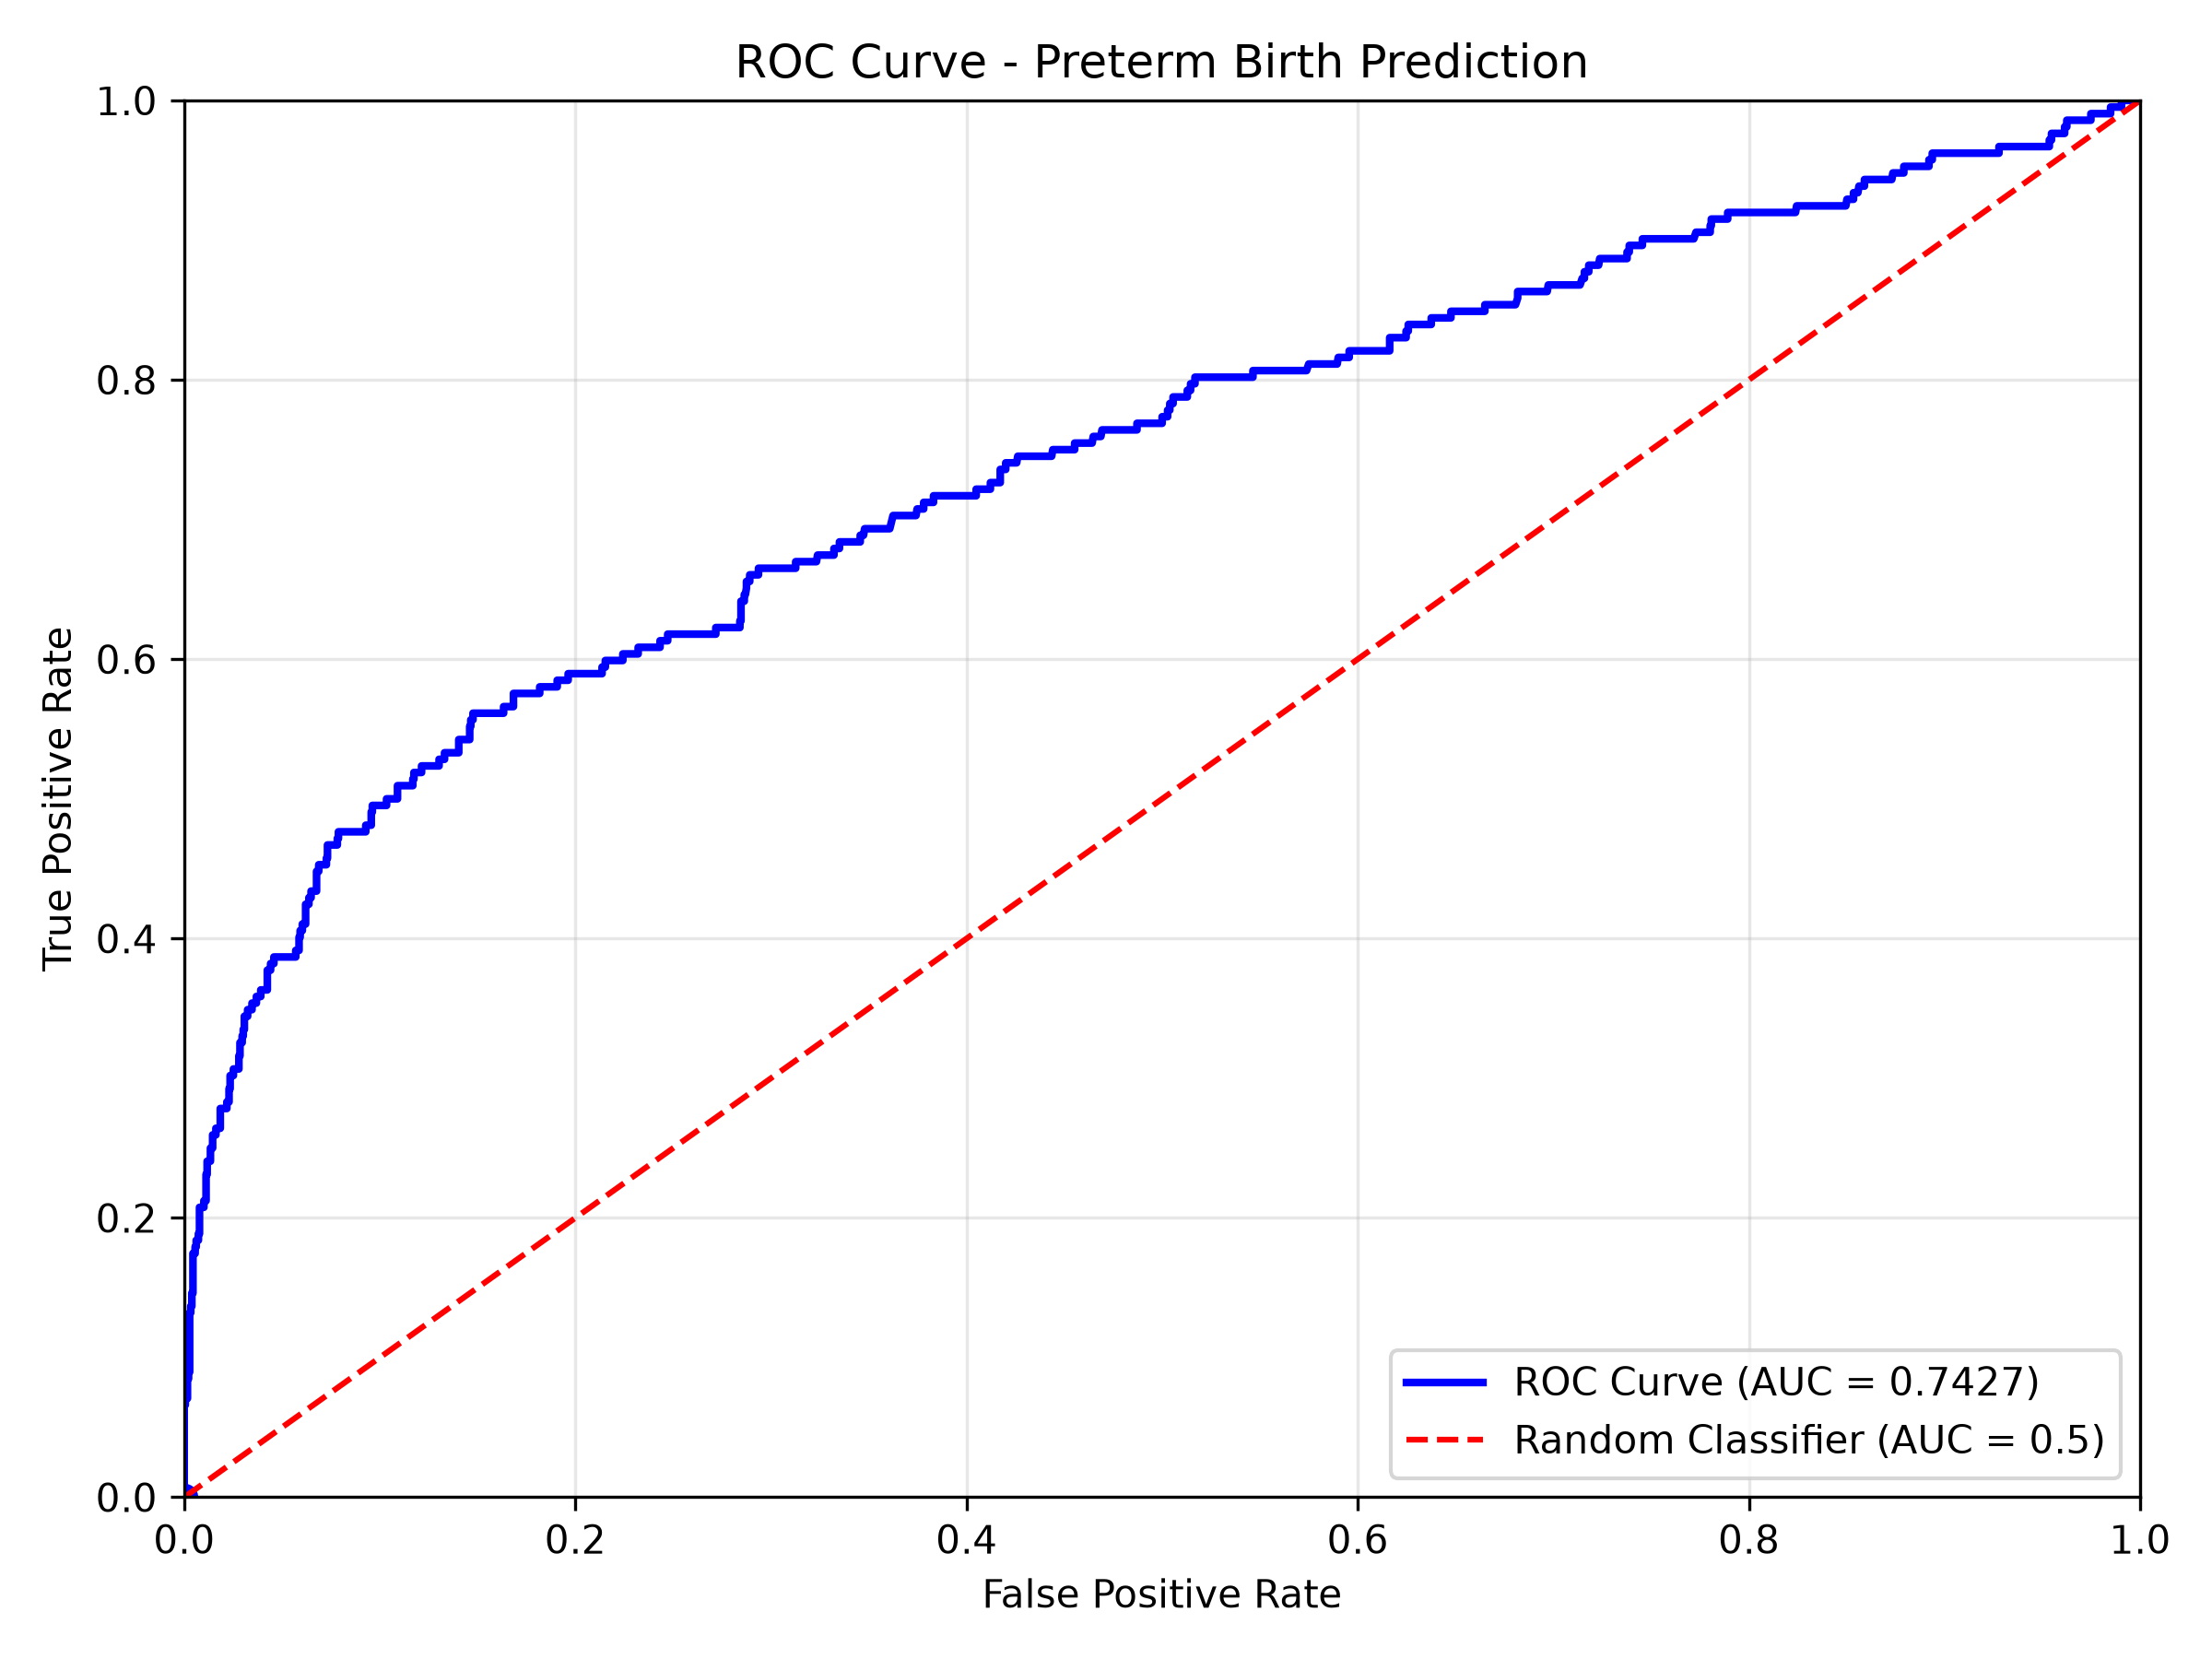 ROC Curve - Preterm Birth Prediction
1.0
0.8
0.6
0.4
0.2
0.0
True Positive Rate
0.0 0.2 0.4 0.6 0.8 1.0
False Positive Rate
ROC Curve (AUC = 0.7427)
Random Classifier (AUC = 0.5)